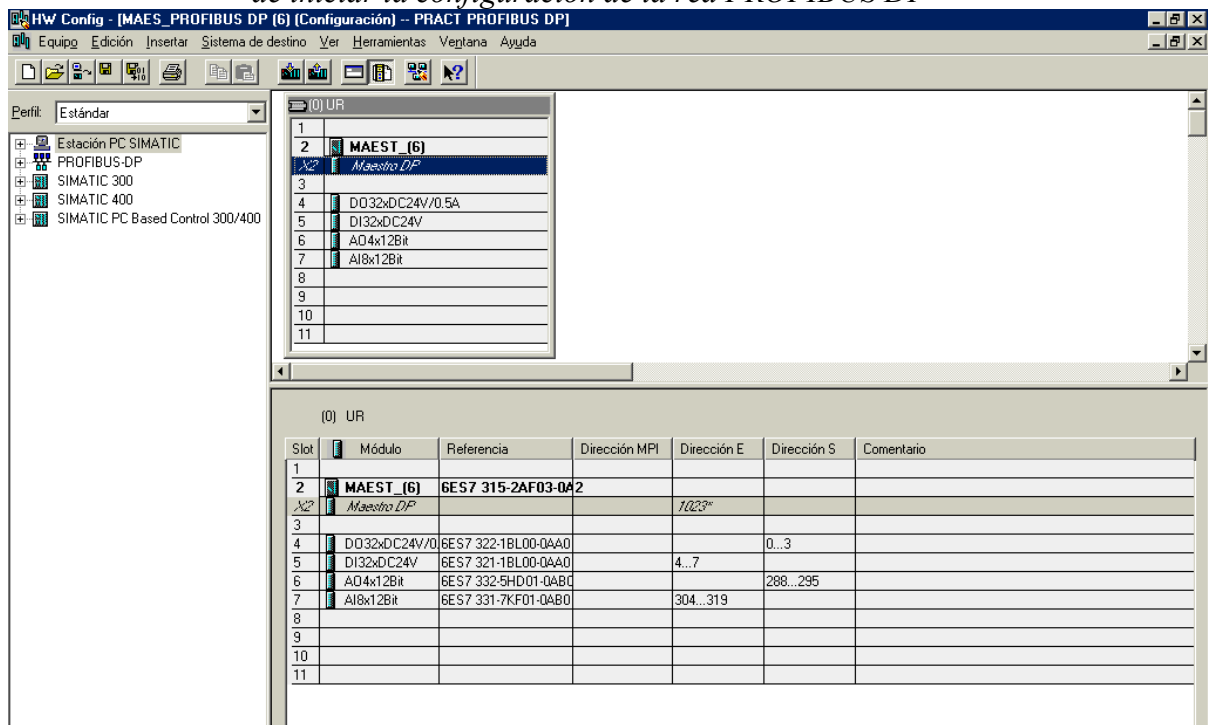 de iniciar la configuración de la red PROFIBUS DP
HW Config - [MAES_PROFIBUS DP (6) (Configuración) -- PRACT PROFIBUS DP]
Equipo Edición Insertar Sistema de destino Ver Herramientas Ventana Ayuda
Perfil: Estándar
Estación PC SIMATIC
PROFIBUS-DP
SIMATIC 300
SIMATIC 400
SIMATIC PC Based Control 300/400
(0) UR
1
2 MAEST_(6)
X2 Maestro DP
3
4 DO32xDC24V/0.5A
5 DI32xDC24V
6 AO4x12Bit
7 AI8x12Bit
8
9
10
11
(0) UR
Slot Módulo Referencia Dirección MPI Dirección E Dirección S Comentario
1
2 MAEST_(6) 6ES7 315-2AF03-0A 2
X2 Maestro DP 1023*
3
4 DO32xDC24V/0. 6ES7 322-1BL00-0AA0 0...3
5 DI32xDC24V 6ES7 321-1BL00-0AA0 4...7
6 AO4x12Bit 6ES7 332-5HD01-0AB0 288...295
7 AI8x12Bit 6ES7 331-7KF01-0AB0 304...319
8
9
10
11